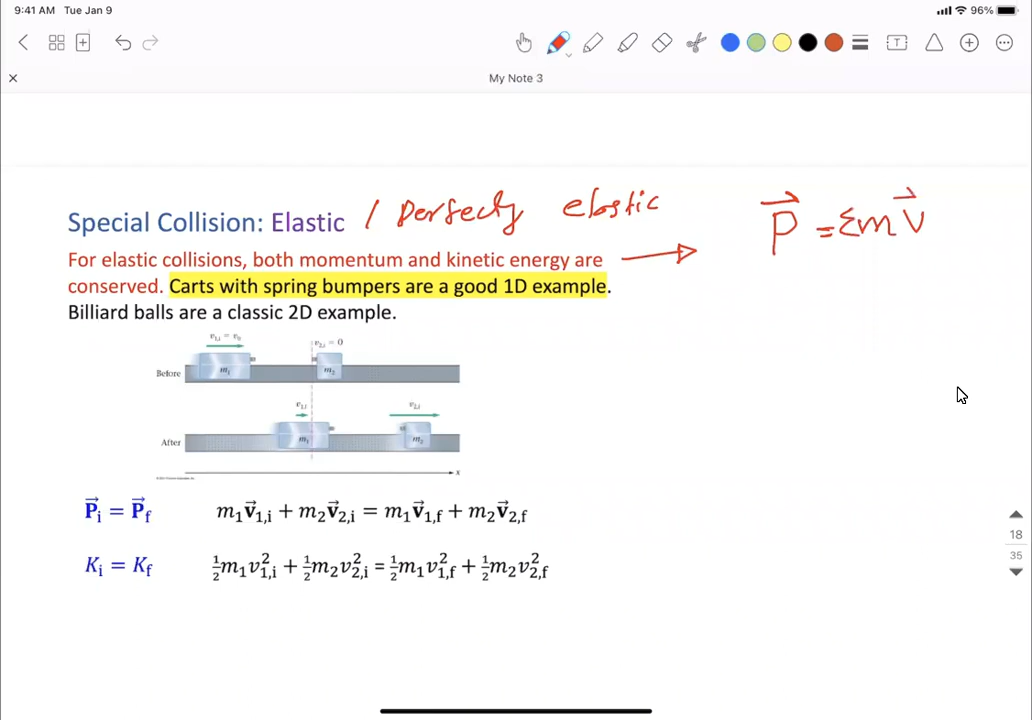 9:41 AM Tue Jan 9
96%
T
My Note 3
Special Collision: Elastic / perfectly elastic
P⃗ = Σm v⃗
For elastic collisions, both momentum and kinetic energy are
conserved. Carts with spring bumpers are a good 1D example.
Billiard balls are a classic 2D example.
v₁,ᵢ = v₀ v₂,ᵢ = 0
Before m₁ m₂
After m₁ m₂
x
P⃗i = P⃗f m₁v⃗1,i + m₂v⃗2,i = m₁v⃗1,f + m₂v⃗2,f
Ki = Kf ½m₁v²1,i + ½m₂v²2,i = ½m₁v²1,f + ½m₂v²2,f
18
35